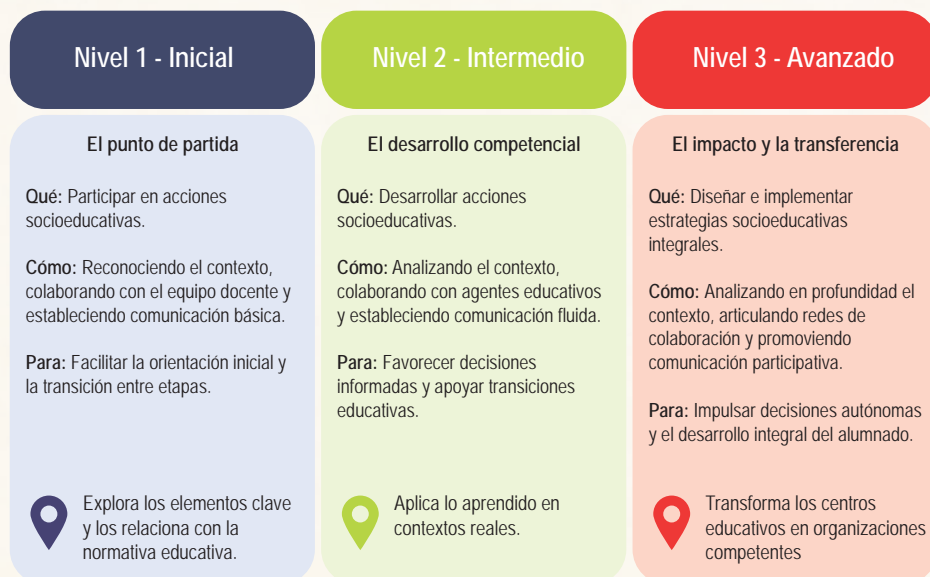 Nivel 1 - Inicial
El punto de partida
Qué: Participar en acciones
socioeducativas.
Cómo: Reconociendo el contexto,
colaborando con el equipo docente y
estableciendo comunicación básica.
Para: Facilitar la orientación inicial y
la transición entre etapas.
Explora los elementos clave
y los relaciona con la
normativa educativa.
Nivel 2 - Intermedio
El desarrollo competencial
Qué: Desarrollar acciones
socioeducativas.
Cómo: Analizando el contexto,
colaborando con agentes educativos
y estableciendo comunicación fluida.
Para: Favorecer decisiones
informadas y apoyar transiciones
educativas.
Aplica lo aprendido en
contextos reales.
Nivel 3 - Avanzado
El impacto y la transferencia
Qué: Diseñar e implementar
estrategias socioeducativas
integrales.
Cómo: Analizando en profundidad el
contexto, articulando redes de
colaboración y promoviendo
comunicación participativa.
Para: Impulsar decisiones autónomas
y el desarrollo integral del alumnado.
Transforma los centros
educativos en organizaciones
competentes